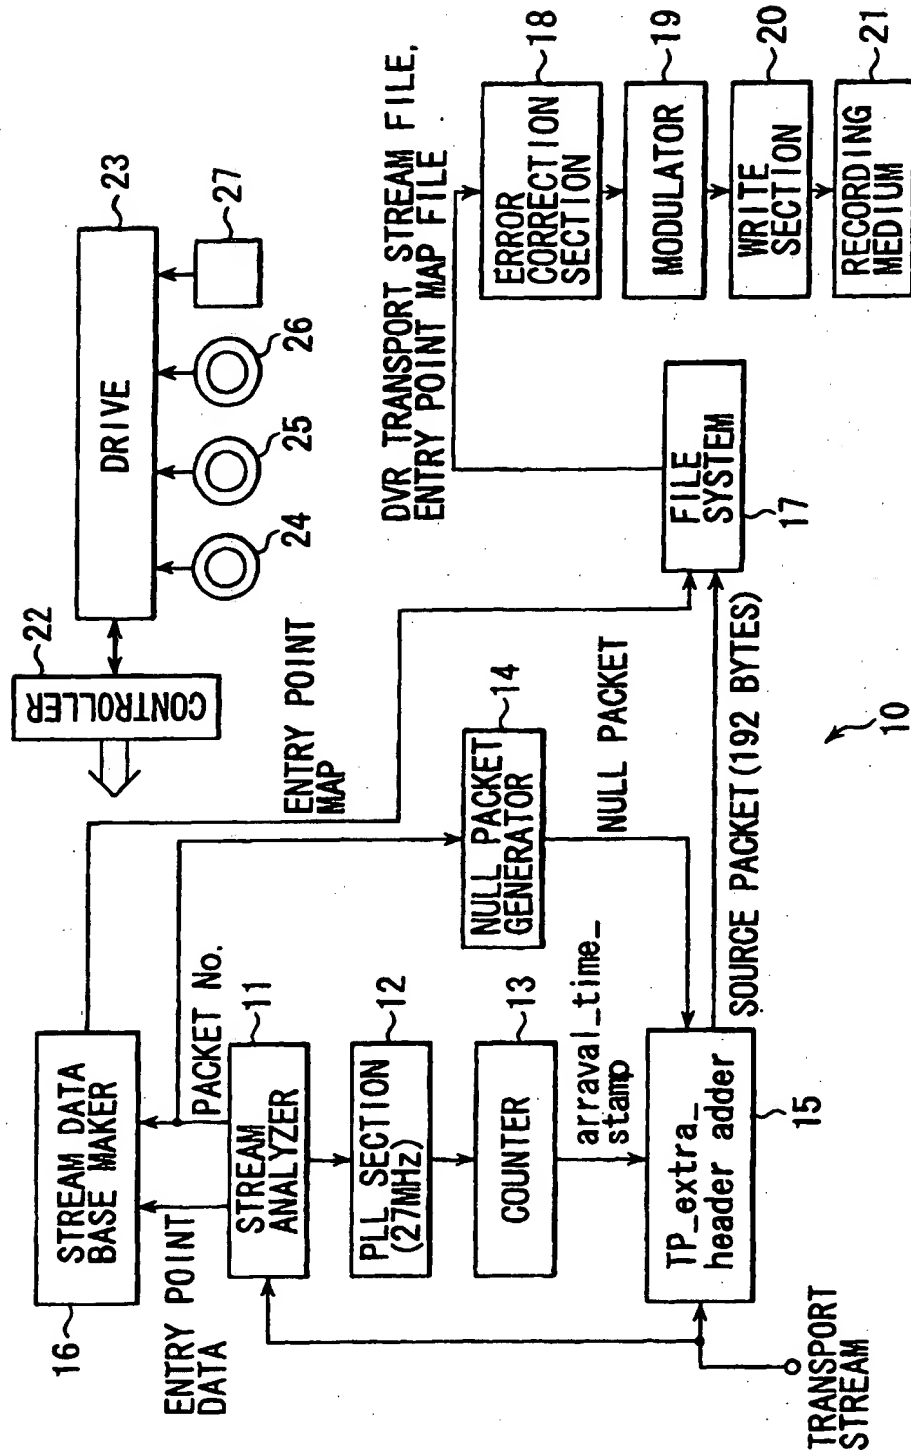 TRANSPORT
STREAM
16
STREAM DATA
BASE MAKER
ENTRY POINT
DATA
PACKET No.
STREAM
ANALYZER
11
PLL SECTION
(27MHz)
12
COUNTER
13
arraval_time_
stamp
TP_extra_
header adder
15
NULL PACKET
GENERATOR
14
NULL PACKET
ENTRY POINT
MAP
SOURCE PACKET(192 BYTES)
10
CONTROLLER
22
DRIVE
23
24
25
26
27
FILE
SYSTEM
17
DVR TRANSPORT STREAM FILE,
ENTRY POINT MAP FILE
ERROR
CORRECTION
SECTION
18
MODULATOR
19
WRITE
SECTION
20
RECORDING
MEDIUM
21